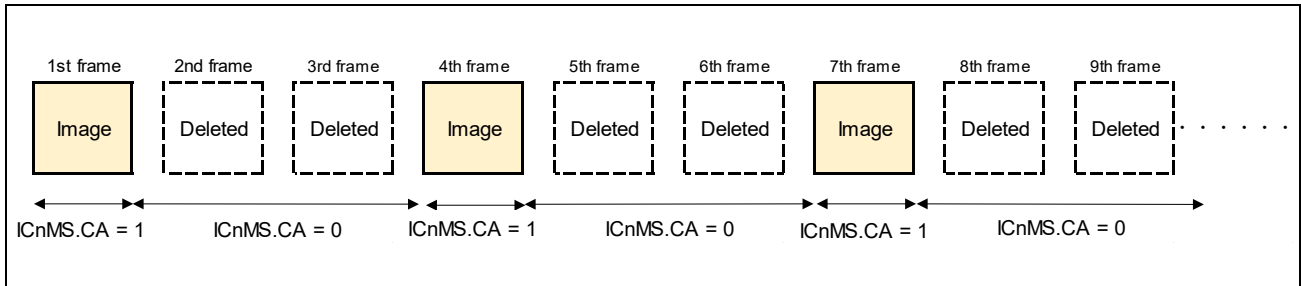 1st frame 2nd frame 3rd frame 4th frame 5th frame 6th frame 7th frame 8th frame 9th frame
Image Deleted Deleted Image Deleted Deleted Image Deleted Deleted . . . . . .
ICnMS.CA = 1 ICnMS.CA = 0 ICnMS.CA = 1 ICnMS.CA = 0 ICnMS.CA = 1 ICnMS.CA = 0